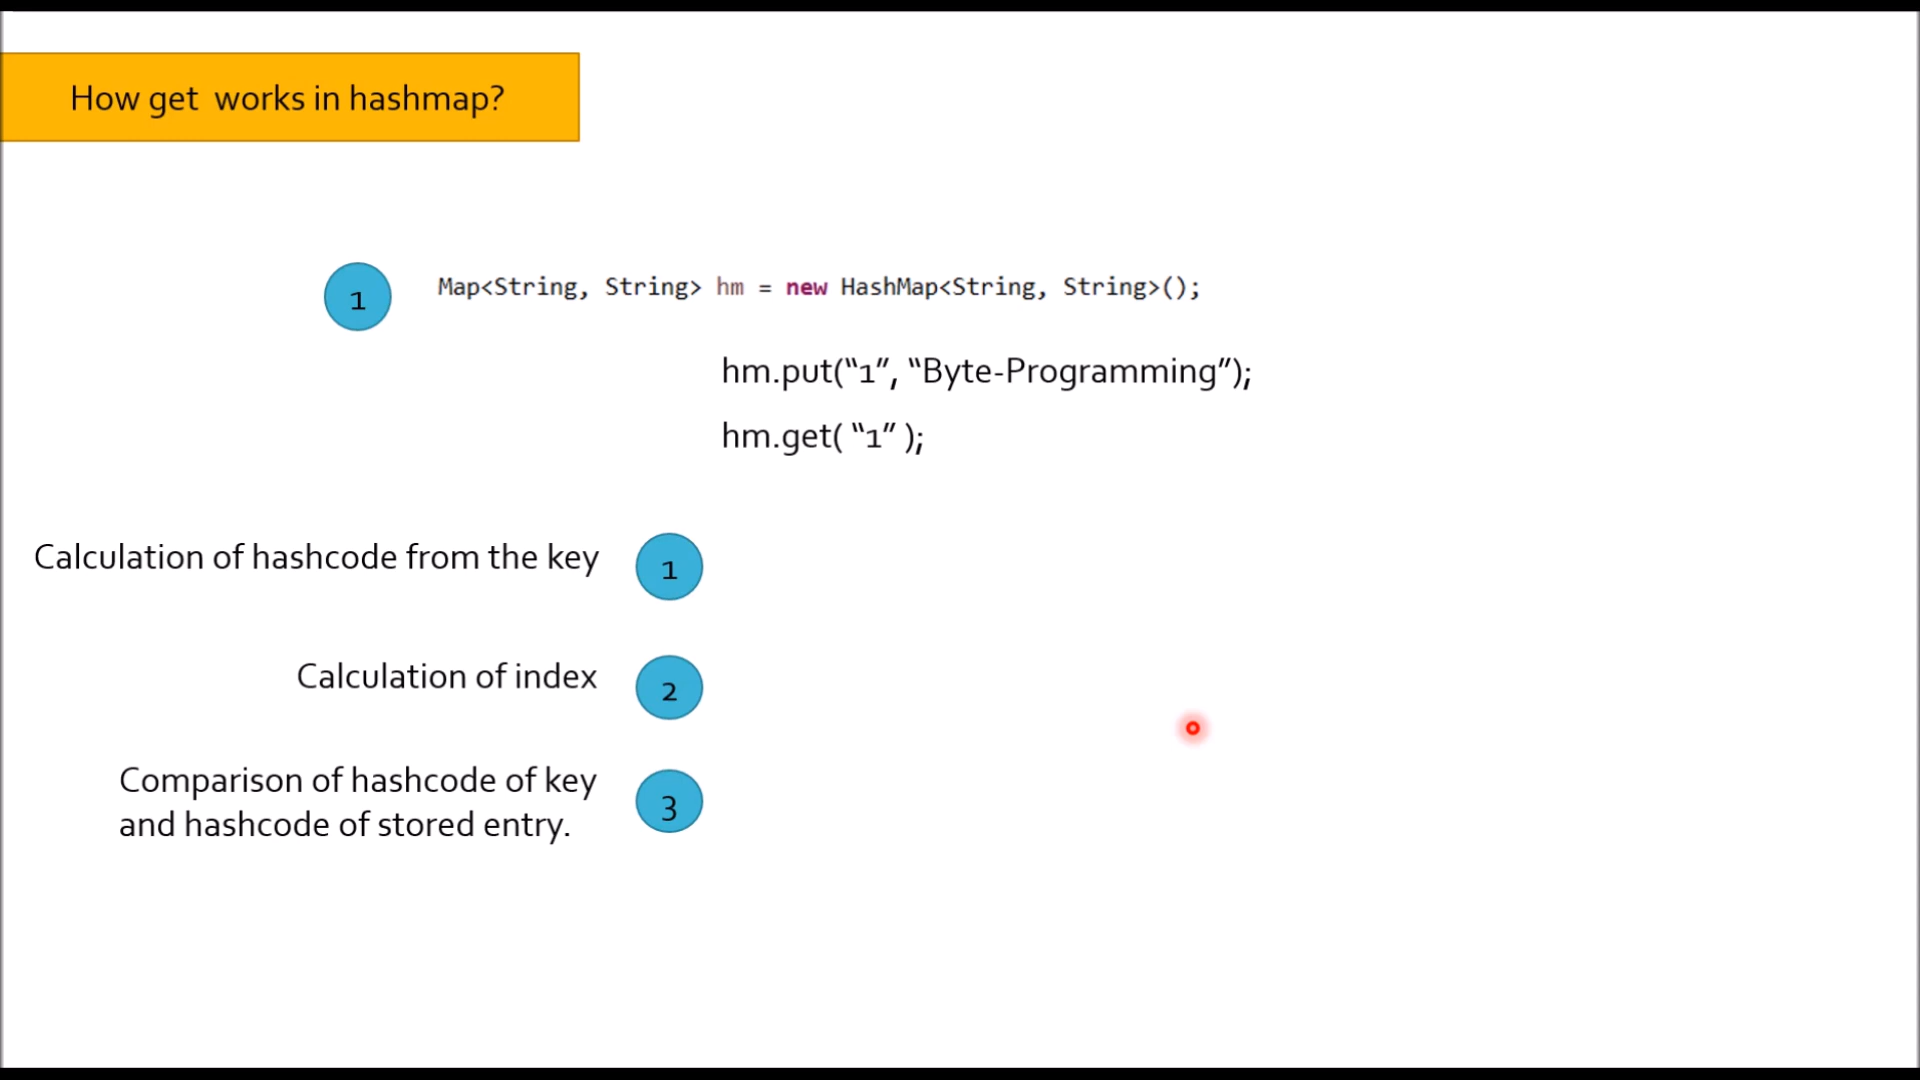 How get  works in hashmap?
1
Map<String, String> hm = new HashMap<String, String>();
hm.put(“1”, “Byte-Programming”);
hm.get( “1” );
Calculation of hashcode from the key
1
Calculation of index
2
Comparison of hashcode of key
and hashcode of stored entry.
3